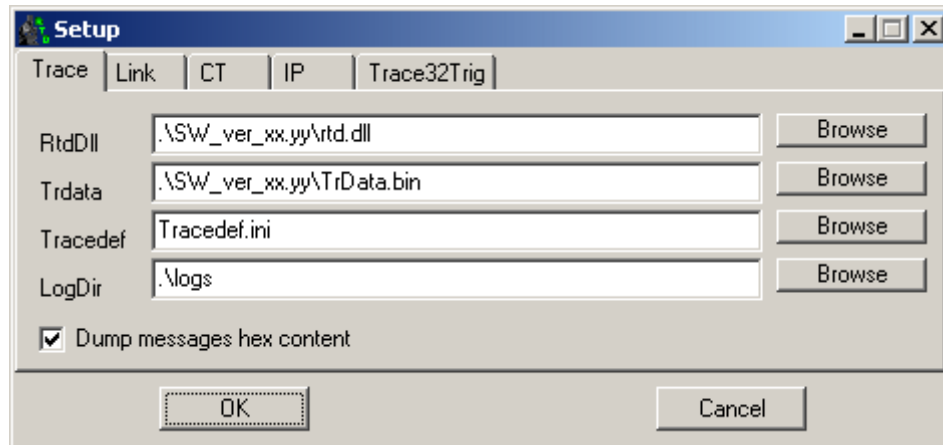 Setup
Trace Link CT IP Trace32Trig
RtdDll .\SW_ver_xx.yy\rtd.dll Browse
Trdata .\SW_ver_xx.yy\TrData.bin Browse
Tracedef Tracedef.ini Browse
LogDir .\logs Browse
Dump messages hex content
OK Cancel